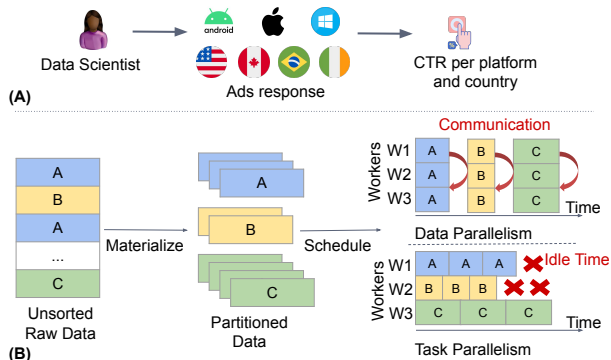 android
Data Scientist
Ads response
CTR per platform
and country
(A)
A
B
A
...
C
Unsorted
Raw Data
Materialize
A
B
C
Partitioned
Data
Schedule
Communication
Workers
W1
W2
W3
A B C
A B C
A B C
Time
Data Parallelism
Workers
W1
W2
W3
A A A
Idle Time
B B B
C C C
Time
Task Parallelism
(B)